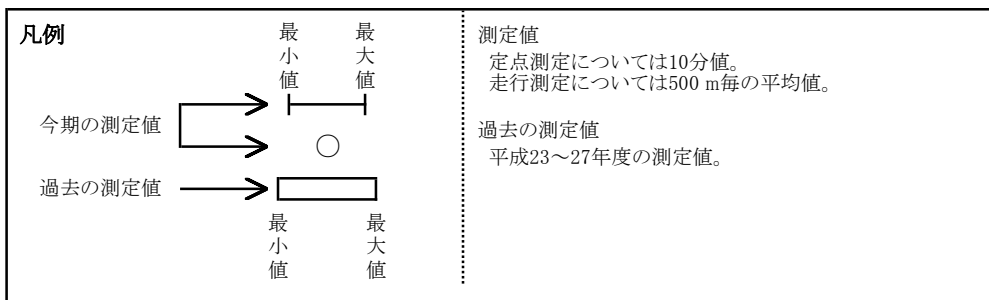 凡例
最小値
最大値
今期の測定値
○
過去の測定値
最小値
最大値
測定値
定点測定については10分値。
走行測定については500 m毎の平均値。
過去の測定値
平成23～27年度の測定値。